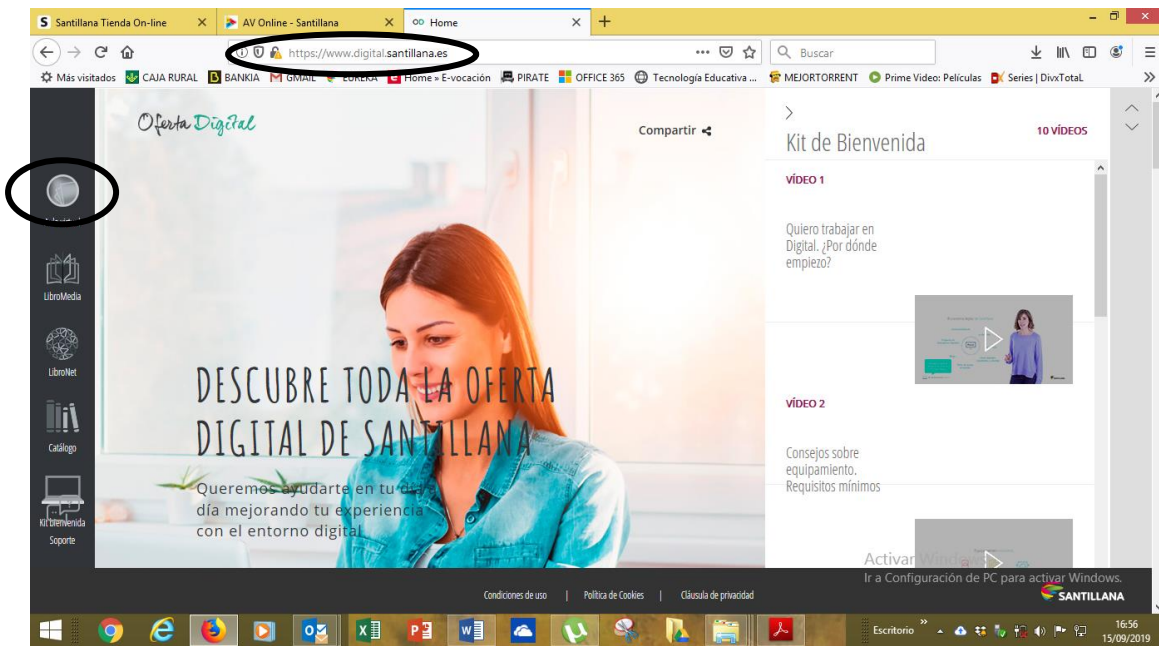 Santillana Tienda On-line
AV Online - Santillana
Home
https://www.digital.santillana.es
Buscar
Más visitados CAJA RURAL BANKIA GMAIL EUREKA Home » E-vocación PIRATE OFFICE 365 Tecnología Educativa ... MEJORTORRENT Prime Video: Películas Series | DivxTotaL
Oferta Digital
Compartir
Kit de Bienvenida
10 VÍDEOS
LibroMedia
LibroNet
Catálogo
Kit bienvenida
Soporte
DESCUBRE TODA LA OFERTA
DIGITAL DE SANTILLANA
Queremos ayudarte en tu día a
día mejorando tu experiencia
con el entorno digital
VÍDEO 1
Quiero trabajar en
Digital. ¿Por dónde
empiezo?
VÍDEO 2
Consejos sobre
equipamiento.
Requisitos mínimos
Activar Windows
Ir a Configuración de PC para activar Windows.
Condiciones de uso | Política de Cookies | Cláusula de privacidad
SANTILLANA
Escritorio
16:56
15/09/2019